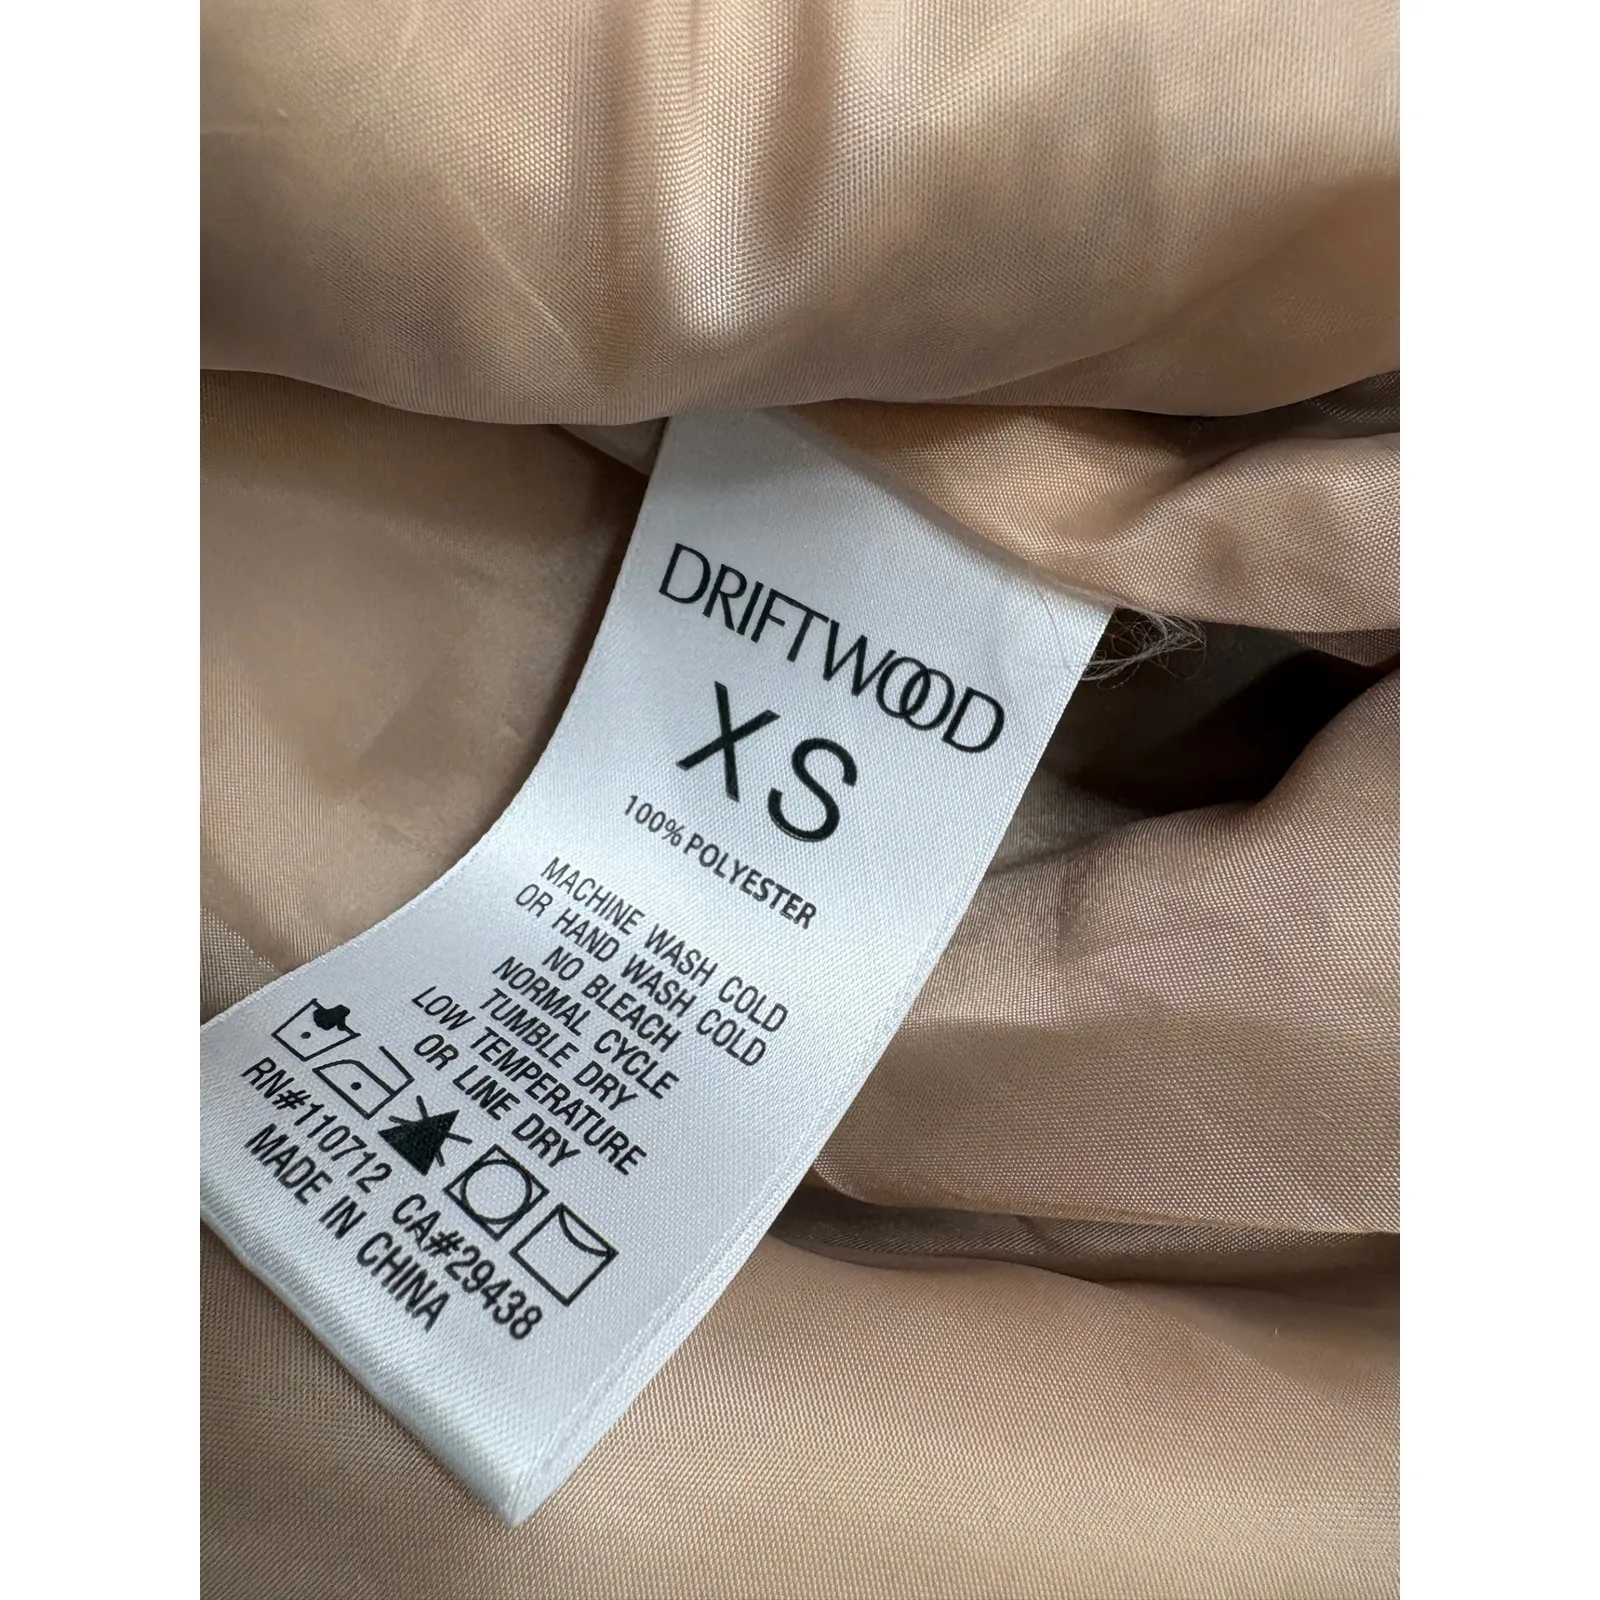 DRIFTWOOD
XS
100% POLYESTER
MACHINE WASH COLD
OR HAND WASH COLD
NO BLEACH
NORMAL CYCLE
TUMBLE DRY
LOW TEMPERATURE
OR LINE DRY
RN#110712 CA#29438
MADE IN CHINA